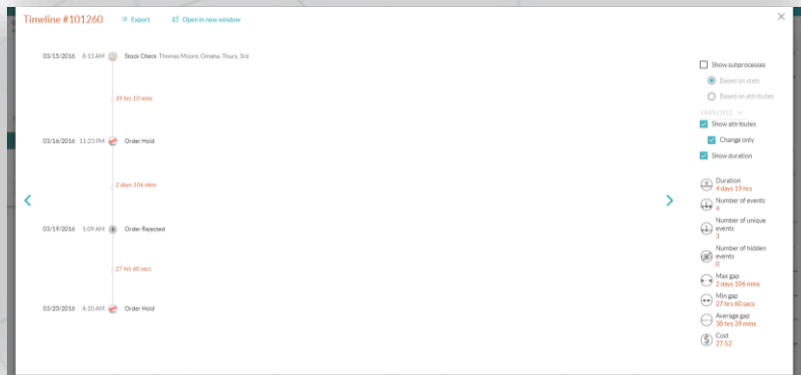 Timeline #101260
Export
Open in new window
03/15/2016 8:13 AM Stock Check Thomas Moore, Omaha, Thurs, 3rd
39 hrs 10 mins
03/16/2016 11:23 PM Order Hold
2 days 106 mins
03/19/2016 1:09 AM Order Rejected
27 hrs 60 secs
03/20/2016 4:10 AM Order Hold
Show subprocesses
Based on stats
Based on attributes
EMPLOYEE
Show attributes
Change only
Show duration
Duration
4 days 19 hrs
Number of events
4
Number of unique
events
3
Number of hidden
events
0
Max gap
2 days 106 mins
Min gap
27 hrs 60 secs
Average gap
38 hrs 39 mins
Cost
27.52